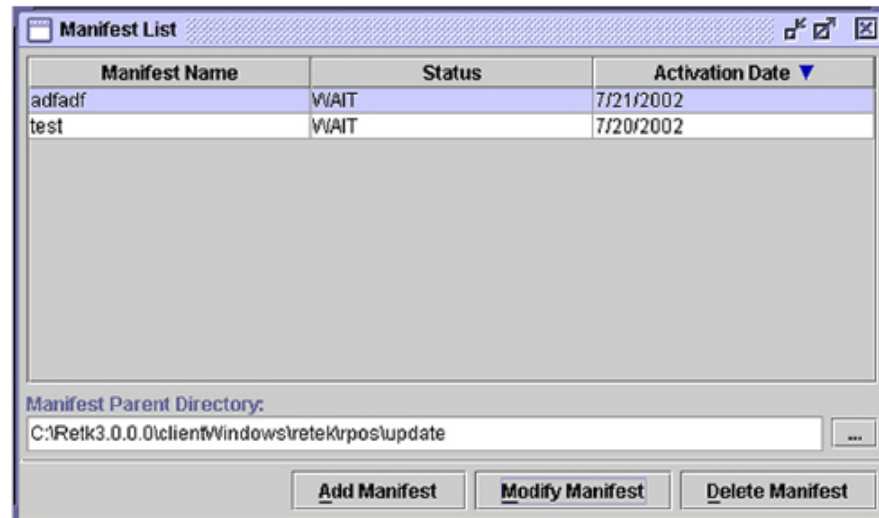 Manifest List
Manifest Name Status Activation Date
adfadf WAIT 7/21/2002
test WAIT 7/20/2002
Manifest Parent Directory:
C:\Retk3.0.0.0\client\Windows\retek\rpos\update
...
Add Manifest Modify Manifest Delete Manifest